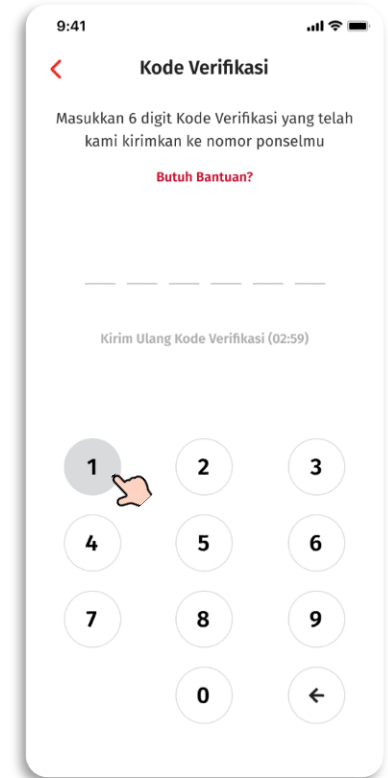 9:41
Kode Verifikasi
Masukkan 6 digit Kode Verifikasi yang telah
kami kirimkan ke nomor ponselmu
Butuh Bantuan?
Kirim Ulang Kode Verifikasi (02:59)
1 2 3
4 5 6
7 8 9
0